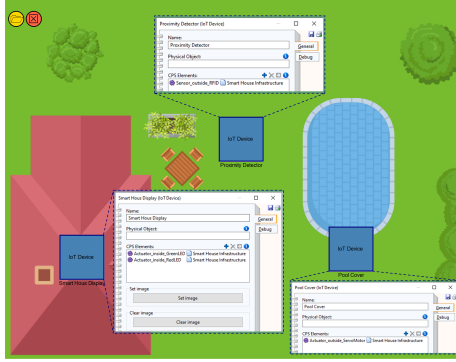 Proximity Detector (IoT Device)
Name:
Proximity Detector
General
Physical Object:
Debug
CPS Elements:
Sensor_outside_RFID Smart House Infrastructure
IoT Device
Proximity Detector
Smart Hous Display (IoT Device)
Name:
Smart Hous Display
General
Physical Object:
Debug
CPS Elements:
Actuator_inside_GreenLED Smart House Infrastructure
Actuator_inside_RedLED Smart House Infrastructure
Set image
Set image
Clear image
Clear image
IoT Device
Smart Hous Display
IoT Device
Pool Cover
Pool Cover (IoT Device)
Name:
Pool Cover
General
Physical Object:
Debug
CPS Elements:
Actuator_outside_ServoMotor Smart House Infrastructure